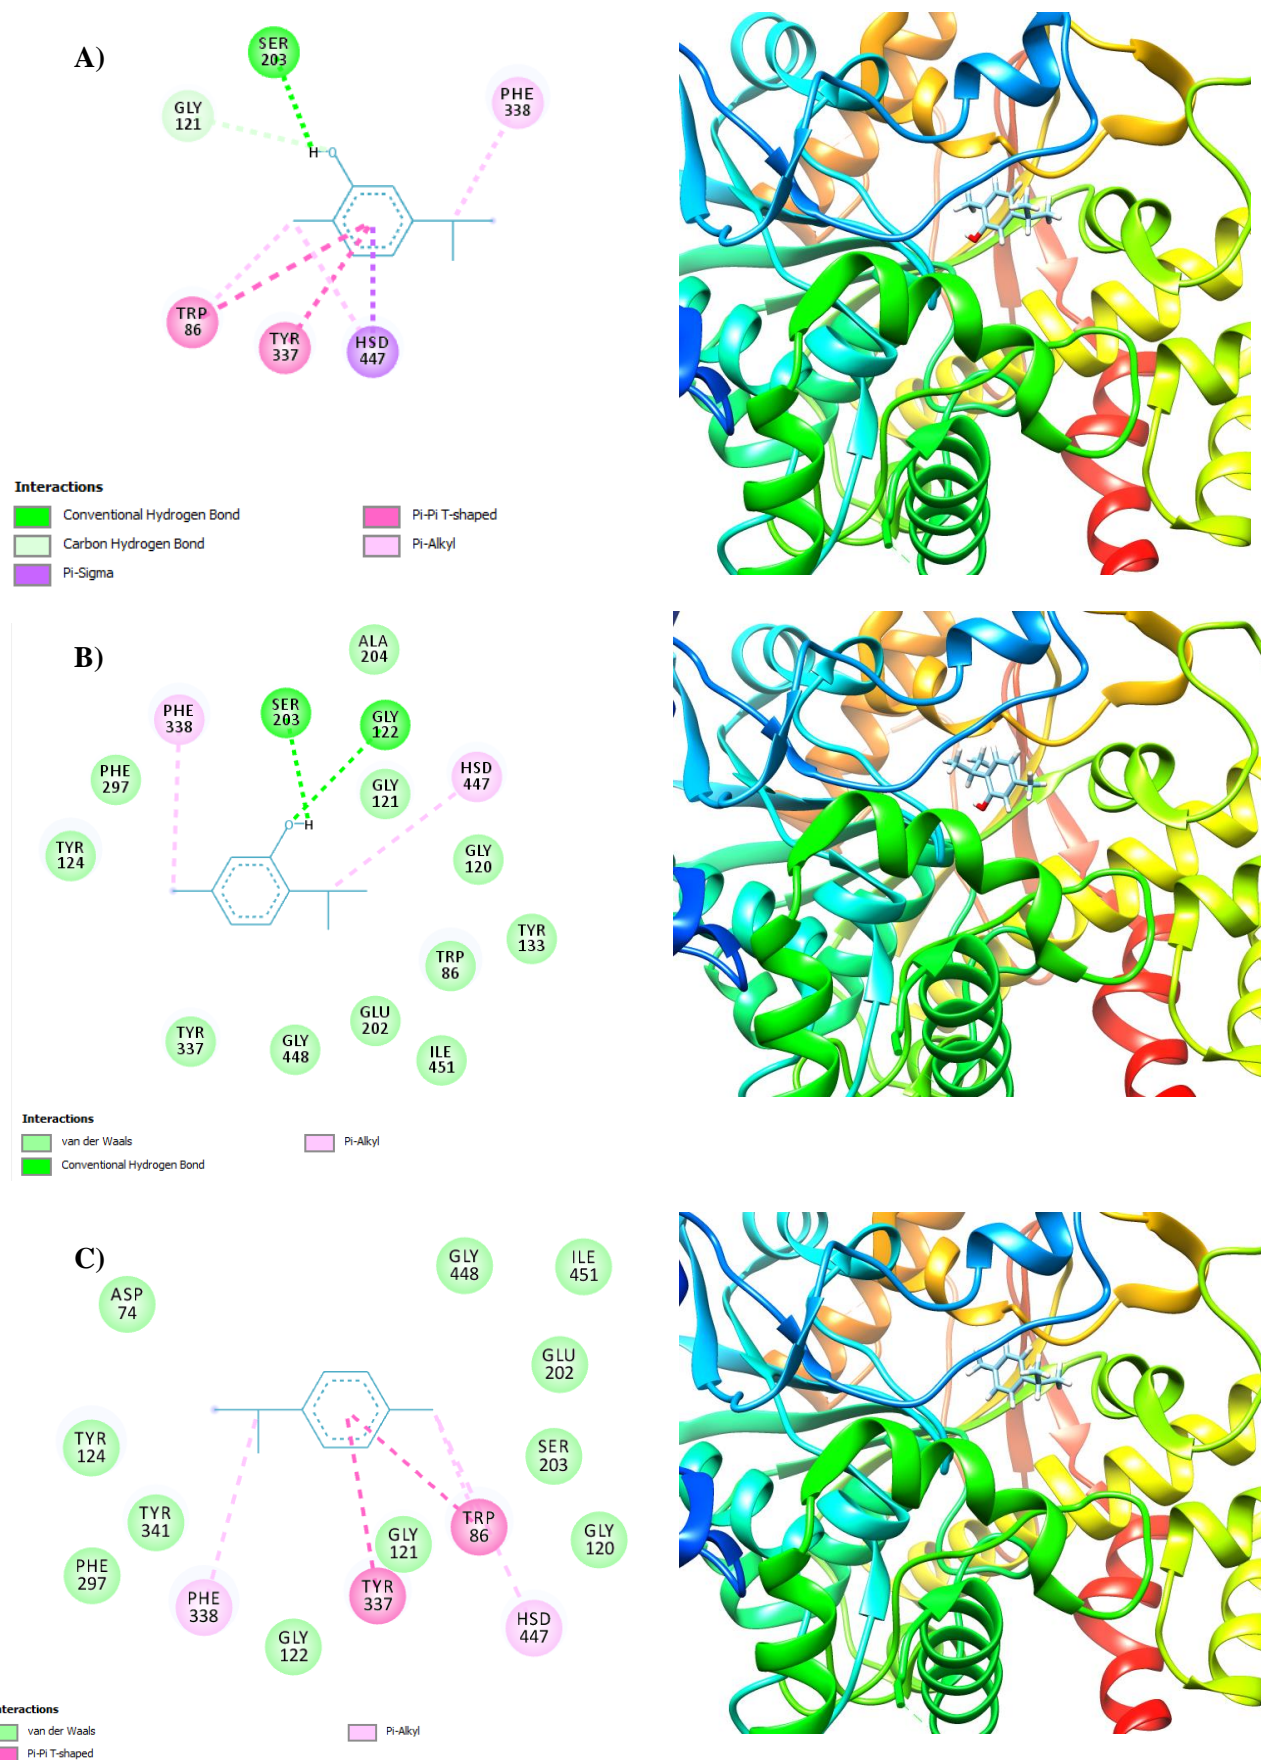 A)
SER
203
GLY
121
PHE
338
H O
TRP
86
TYR
337
HSD
447
Interactions
Conventional Hydrogen Bond
Carbon Hydrogen Bond
Pi-Sigma
Pi-Pi T-shaped
Pi-Alkyl
B)
ALA
204
PHE
338
SER
203
GLY
122
PHE
297
GLY
121
HSD
447
O H
TYR
124
GLY
120
TYR
133
TRP
86
GLU
202
TYR
337
GLY
448
ILE
451
Interactions
van der Waals
Conventional Hydrogen Bond
Pi-Alkyl
C)
GLY
448
ILE
451
ASP
74
GLU
202
TYR
124
SER
203
TYR
341
TRP
86
GLY
121
GLY
120
PHE
297
TYR
337
PHE
338
HSD
447
GLY
122
nteractions
van der Waals
Pi-Pi T-shaped
Pi-Alkyl